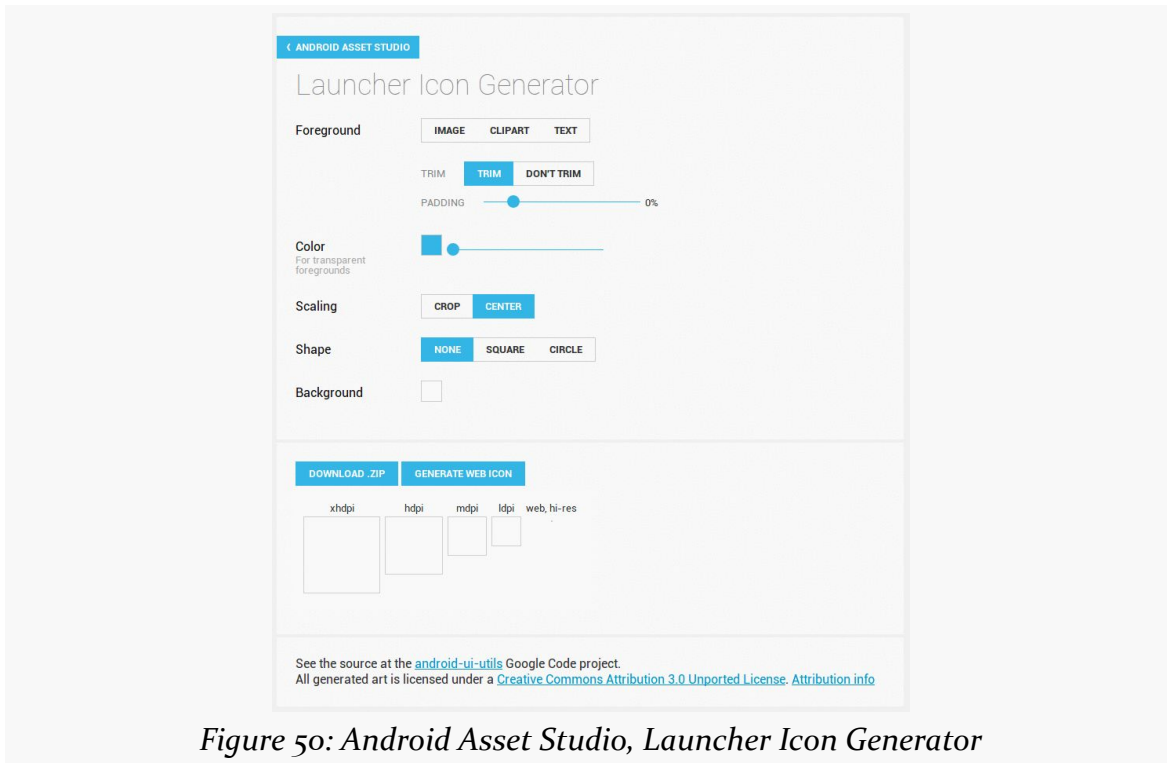 ‹ ANDROID ASSET STUDIO
Launcher Icon Generator
Foreground
IMAGE CLIPART TEXT
TRIM TRIM DON'T TRIM
PADDING 0%
Color
For transparent
foregrounds
Scaling
CROP CENTER
Shape
NONE SQUARE CIRCLE
Background
DOWNLOAD .ZIP GENERATE WEB ICON
xhdpi hdpi mdpi ldpi web, hi-res
See the source at the android-ui-utils Google Code project.
All generated art is licensed under a Creative Commons Attribution 3.0 Unported License. Attribution info
Figure 50: Android Asset Studio, Launcher Icon Generator